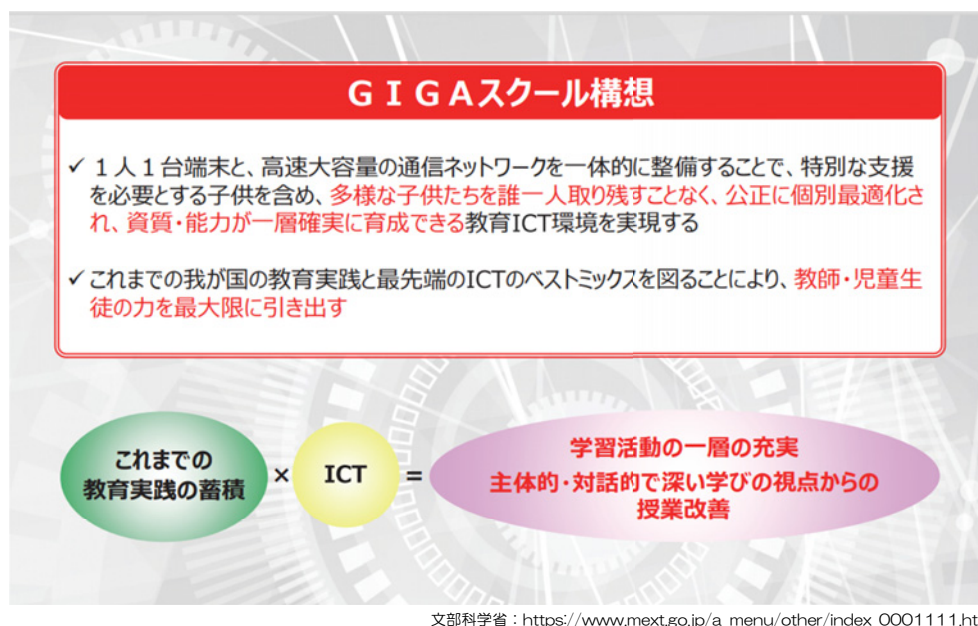 ＧＩＧＡスクール構想
✓ １人１台端末と、高速大容量の通信ネットワークを一体的に整備することで、特別な支援
を必要とする子供を含め、多様な子供たちを誰一人取り残すことなく、公正に個別最適化さ
れ、資質・能力が一層確実に育成できる教育ICT環境を実現する
✓ これまでの我が国の教育実践と最先端のICTのベストミックスを図ることにより、教師・児童生
徒の力を最大限に引き出す
これまでの
教育実践の蓄積
×
ICT
=
学習活動の一層の充実
主体的・対話的で深い学びの視点からの
授業改善
文部科学省：https://www.mext.go.jp/a_menu/other/index_0001111.ht